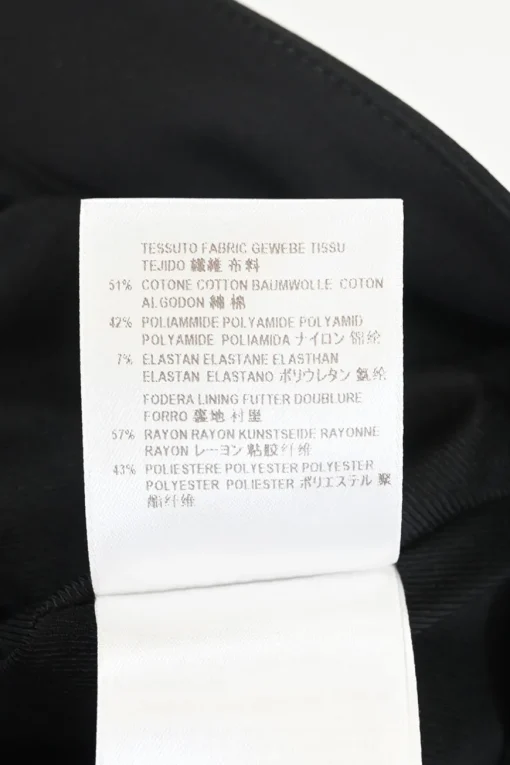 TESSUTO FABRIC GEWEBE TISSU
TEJIDO 纖維 布料
51% COTONE COTTON BAUMWOLLE COTON
ALGODON 綿 棉
42% POLIAMMIDE POLYAMIDE POLYAMID
POLYAMIDE POLIAMIDA ナイロン 锦纶
7% ELASTAN ELASTANE ELASTHAN
ELASTAN ELASTANO ポリウレタン 氨纶
FODERA LINING FUTTER DOUBLURE
FORRO 裏地 衬里
57% RAYON RAYON KUNSTSEIDE RAYONNE
RAYON レーヨン 粘胶纤维
43% POLIESTERE POLYESTER POLYESTER
POLYESTER POLIESTER ポリエステル 聚
酯纤维